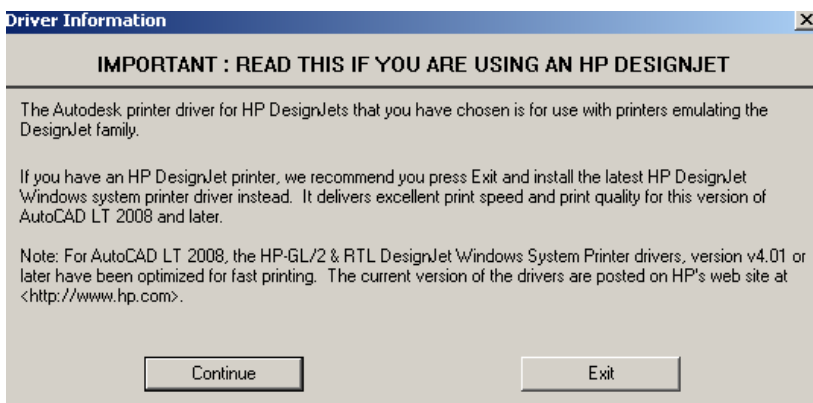 Driver Information
IMPORTANT : READ THIS IF YOU ARE USING AN HP DESIGNJET
The Autodesk printer driver for HP DesignJets that you have chosen is for use with printers emulating the
DesignJet family.
If you have an HP DesignJet printer, we recommend you press Exit and install the latest HP DesignJet
Windows system printer driver instead. It delivers excellent print speed and print quality for this version of
AutoCAD LT 2008 and later.
Note: For AutoCAD LT 2008, the HP-GL/2 & RTL DesignJet Windows System Printer drivers, version v4.01 or
later have been optimized for fast printing. The current version of the drivers are posted on HP's web site at
<http://www.hp.com>.
Continue
Exit